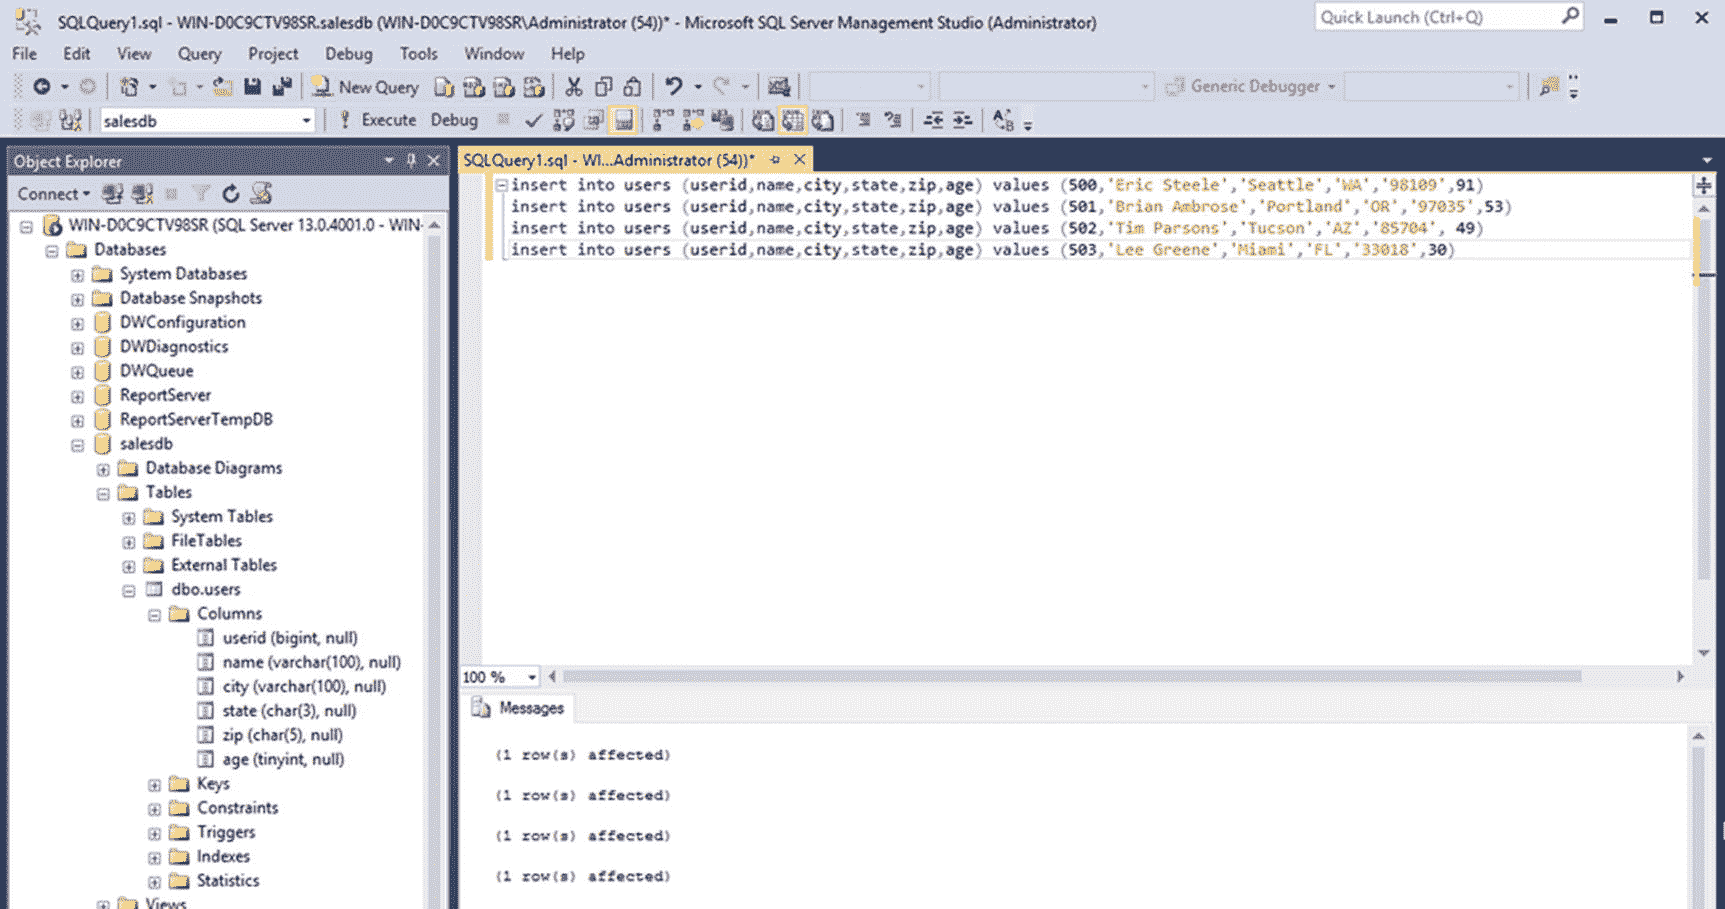 SQLQuery1.sql - WIN-D0C9CTV98SR.salesdb (WIN-D0C9CTV98SR\Administrator (54))* - Microsoft SQL Server Management Studio (Administrator)
Quick Launch (Ctrl+Q)
File Edit View Query Project Debug Tools Window Help
New Query
Generic Debugger
salesdb
Execute Debug
Object Explorer
Connect
WIN-D0C9CTV98SR (SQL Server 13.0.4001.0 - WIN-
Databases
System Databases
Database Snapshots
DWConfiguration
DWDiagnostics
DWQueue
ReportServer
ReportServerTempDB
salesdb
Database Diagrams
Tables
System Tables
FileTables
External Tables
dbo.users
Columns
userid (bigint, null)
name (varchar(100), null)
city (varchar(100), null)
state (char(3), null)
zip (char(5), null)
age (tinyint, null)
Keys
Constraints
Triggers
Indexes
Statistics
Views
SQLQuery1.sql - WI...Administrator (54))*
insert into users (userid,name,city,state,zip,age) values (500,'Eric Steele','Seattle','WA','98109',91)
insert into users (userid,name,city,state,zip,age) values (501,'Brian Ambrose','Portland','OR','97035',53)
insert into users (userid,name,city,state,zip,age) values (502,'Tim Parsons','Tucson','AZ','85704', 49)
insert into users (userid,name,city,state,zip,age) values (503,'Lee Greene','Miami','FL','33018',30)
100 %
Messages
(1 row(s) affected)
(1 row(s) affected)
(1 row(s) affected)
(1 row(s) affected)